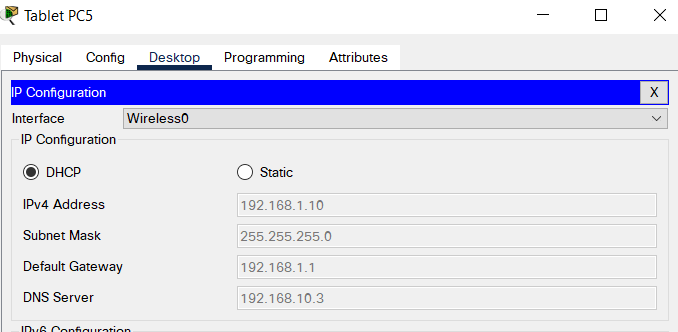 Tablet PC5
Physical Config Desktop Programming Attributes
IP Configuration X
Interface Wireless0
IP Configuration
DHCP Static
IPv4 Address 192.168.1.10
Subnet Mask 255.255.255.0
Default Gateway 192.168.1.1
DNS Server 192.168.10.3
IPv6 Configuration